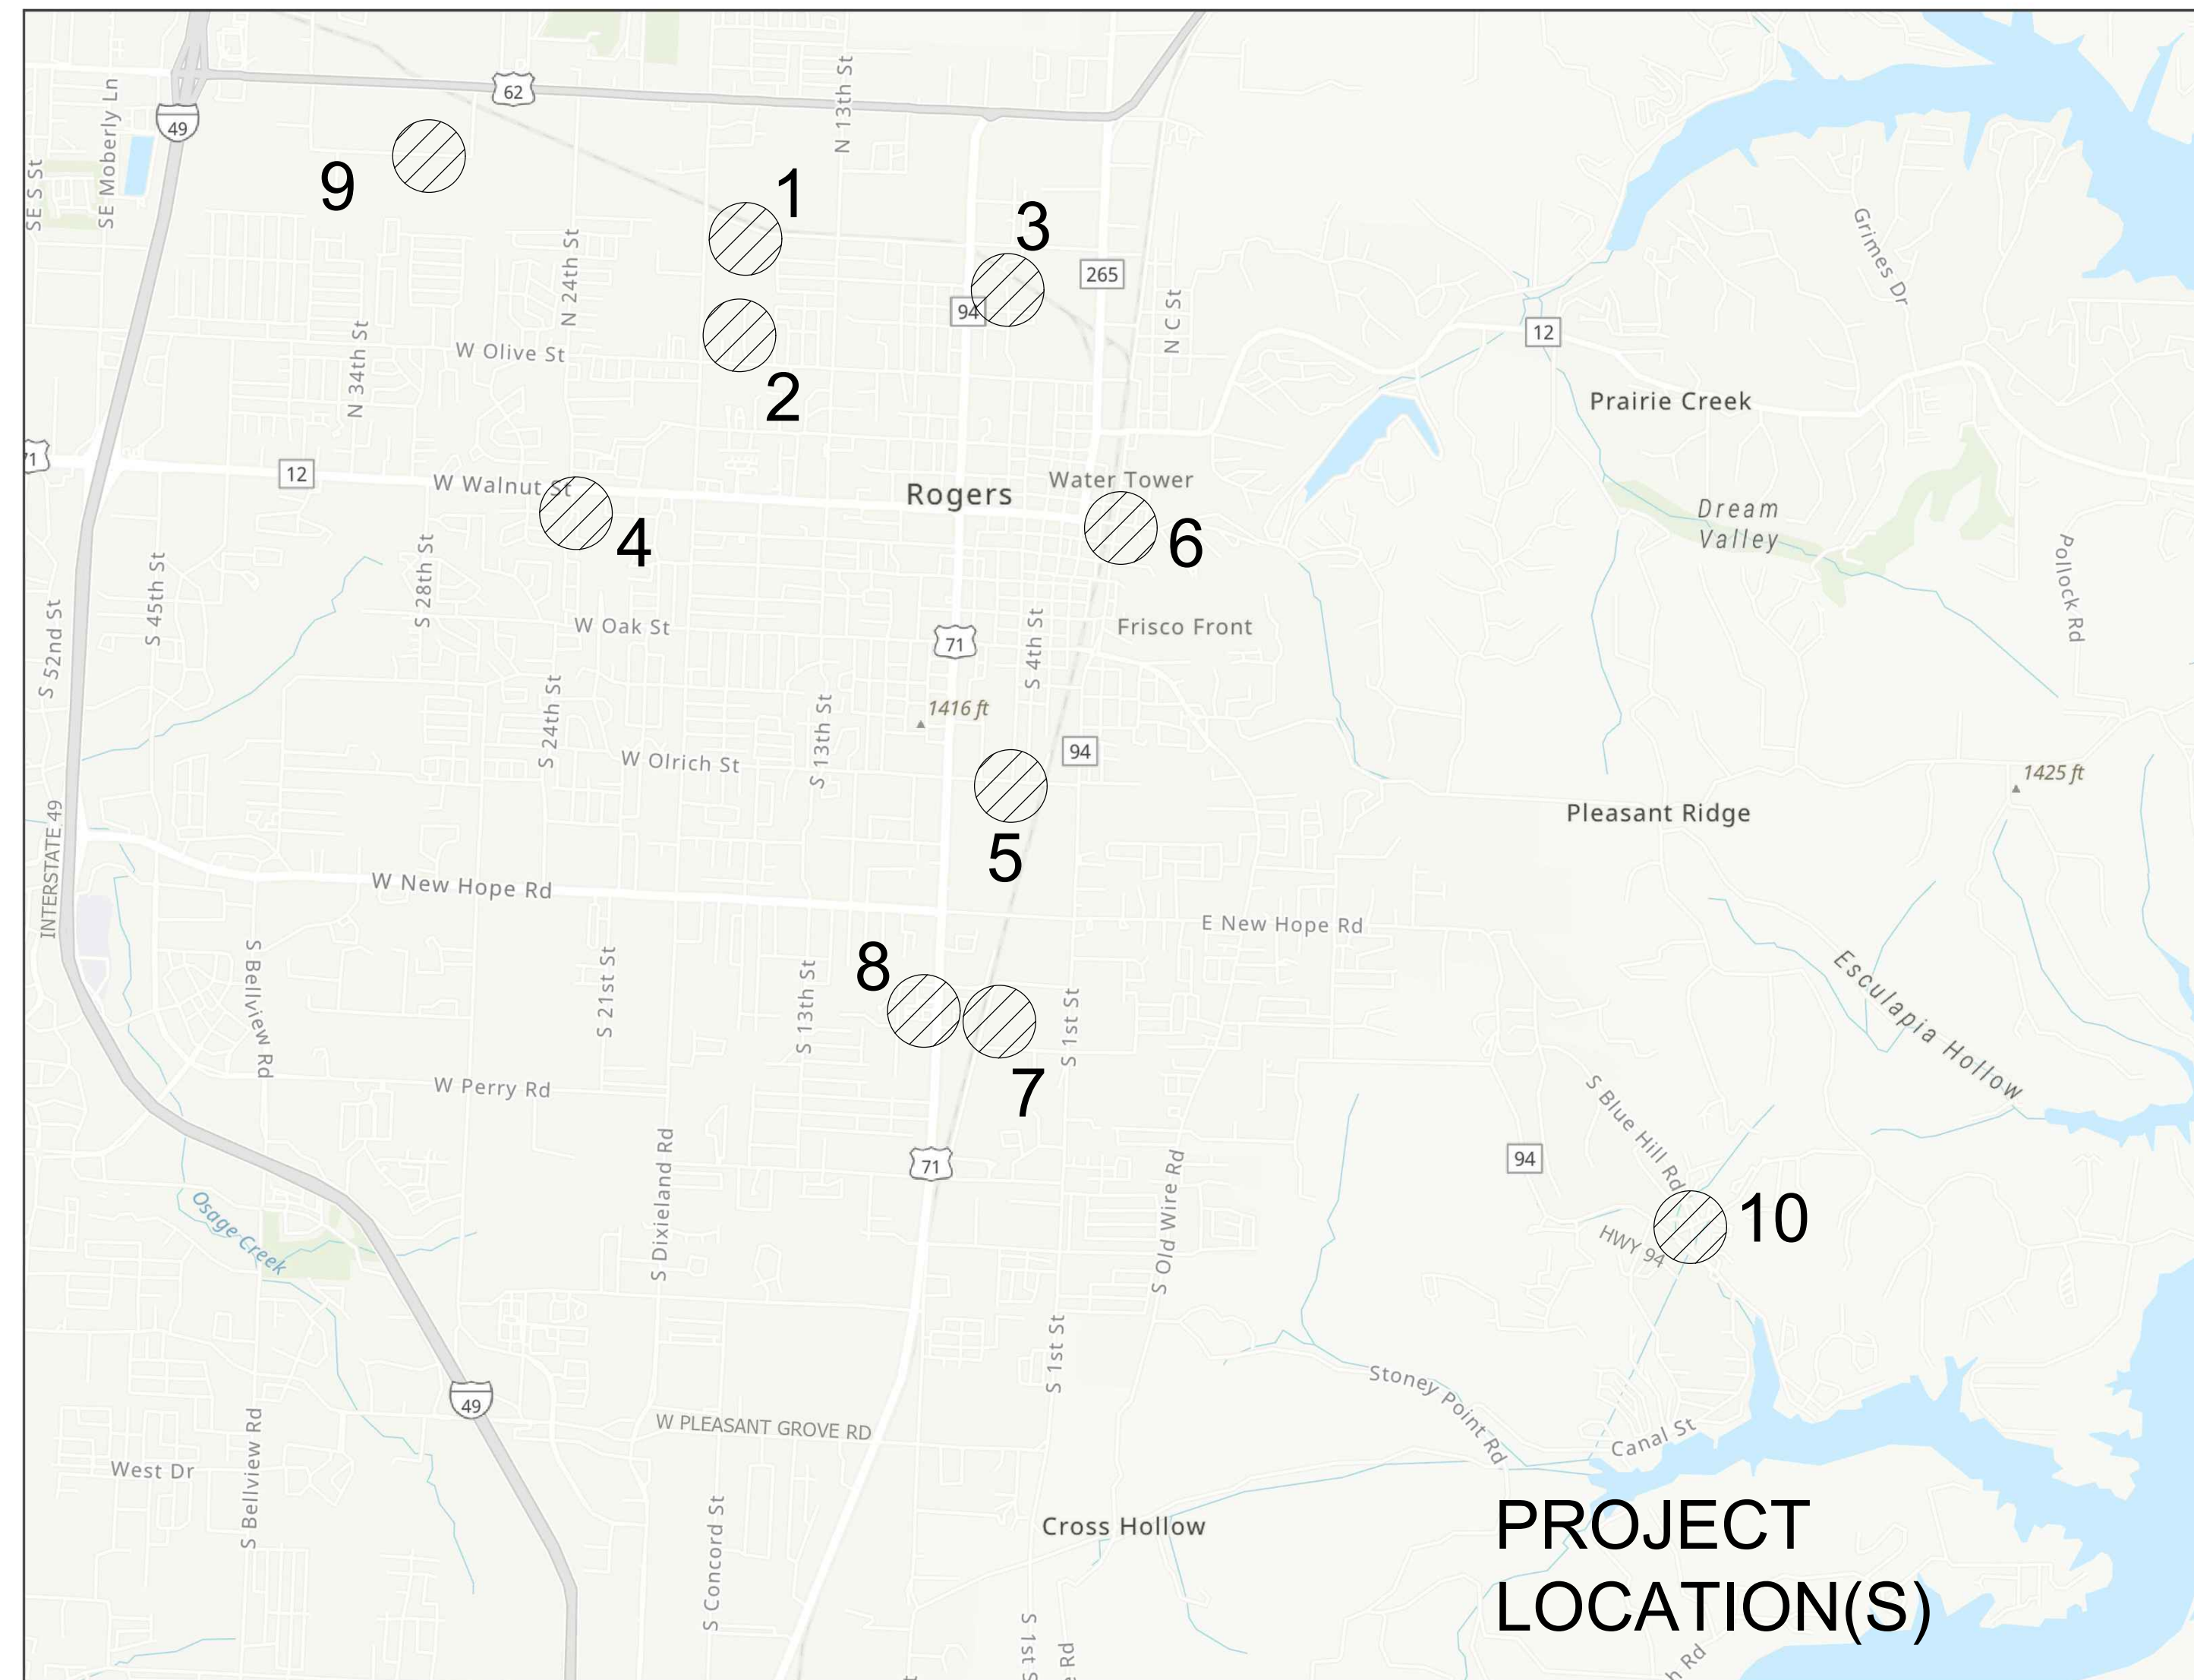 62
49
SE Moberly Ln
SE S St
N 13th St
9
1
3
265
94
N 24th St
N C St
Grimes Dr
N 34th St
W Olive St
2
12
Prairie Creek
71
12
W Walnut St
4
Rogers
Water Tower
6
Dream
Valley
S 45th St
S 28th St
S 52nd St
W Oak St
71
S 4th St
Frisco Front
Pollock Rd
1416 ft
S 24th St
W Olrich St
S 13th St
94
1425 ft
5
Pleasant Ridge
INTERSTATE 49
W New Hope Rd
E New Hope Rd
8
7
S Bellview Rd
S 21st St
S 13th St
S 1st St
Esculapia Hollow
W Perry Rd
71
S Blue Hill Rd
94
HWY 94
10
Osage Creek
S Dixieland Rd
S Old Wire Rd
S 1st St
49
W PLEASANT GROVE RD
Stoney Point Rd
Canal St
West Dr
S Bellview Rd
S Concord St
Cross Hollow
PROJECT
LOCATION(S)
S 1st S
Rd
h Rd